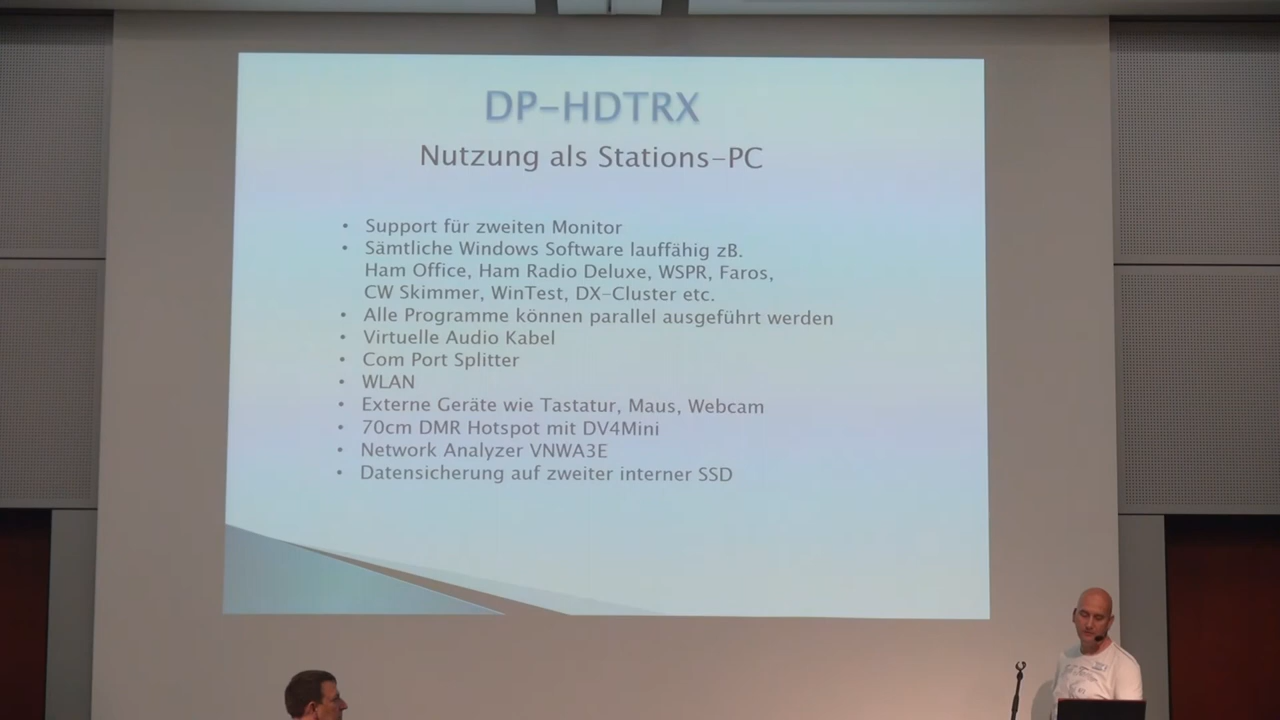 DP-HDTRX
Nutzung als Stations-PC
• Support für zweiten Monitor
• Sämtliche Windows Software lauffähig zB.
Ham Office, Ham Radio Deluxe, WSPR, Faros,
CW Skimmer, WinTest, DX-Cluster etc.
• Alle Programme können parallel ausgeführt werden
• Virtuelle Audio Kabel
• Com Port Splitter
• WLAN
• Externe Geräte wie Tastatur, Maus, Webcam
• 70cm DMR Hotspot mit DV4Mini
• Network Analyzer VNWA3E
• Datensicherung auf zweiter interner SSD